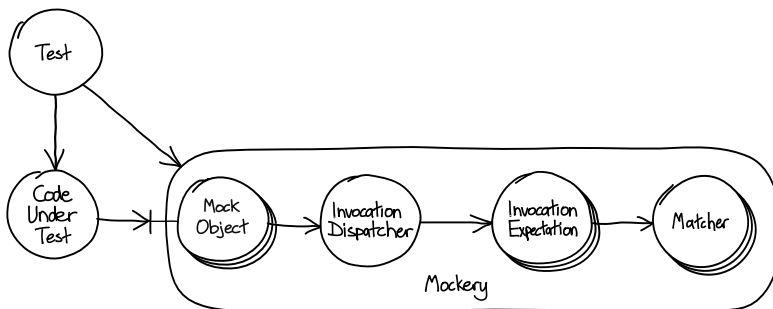 Test
Code
Under
Test
Mock
Object
Invocation
Dispatcher
Invocation
Expectation
Matcher
Mockery